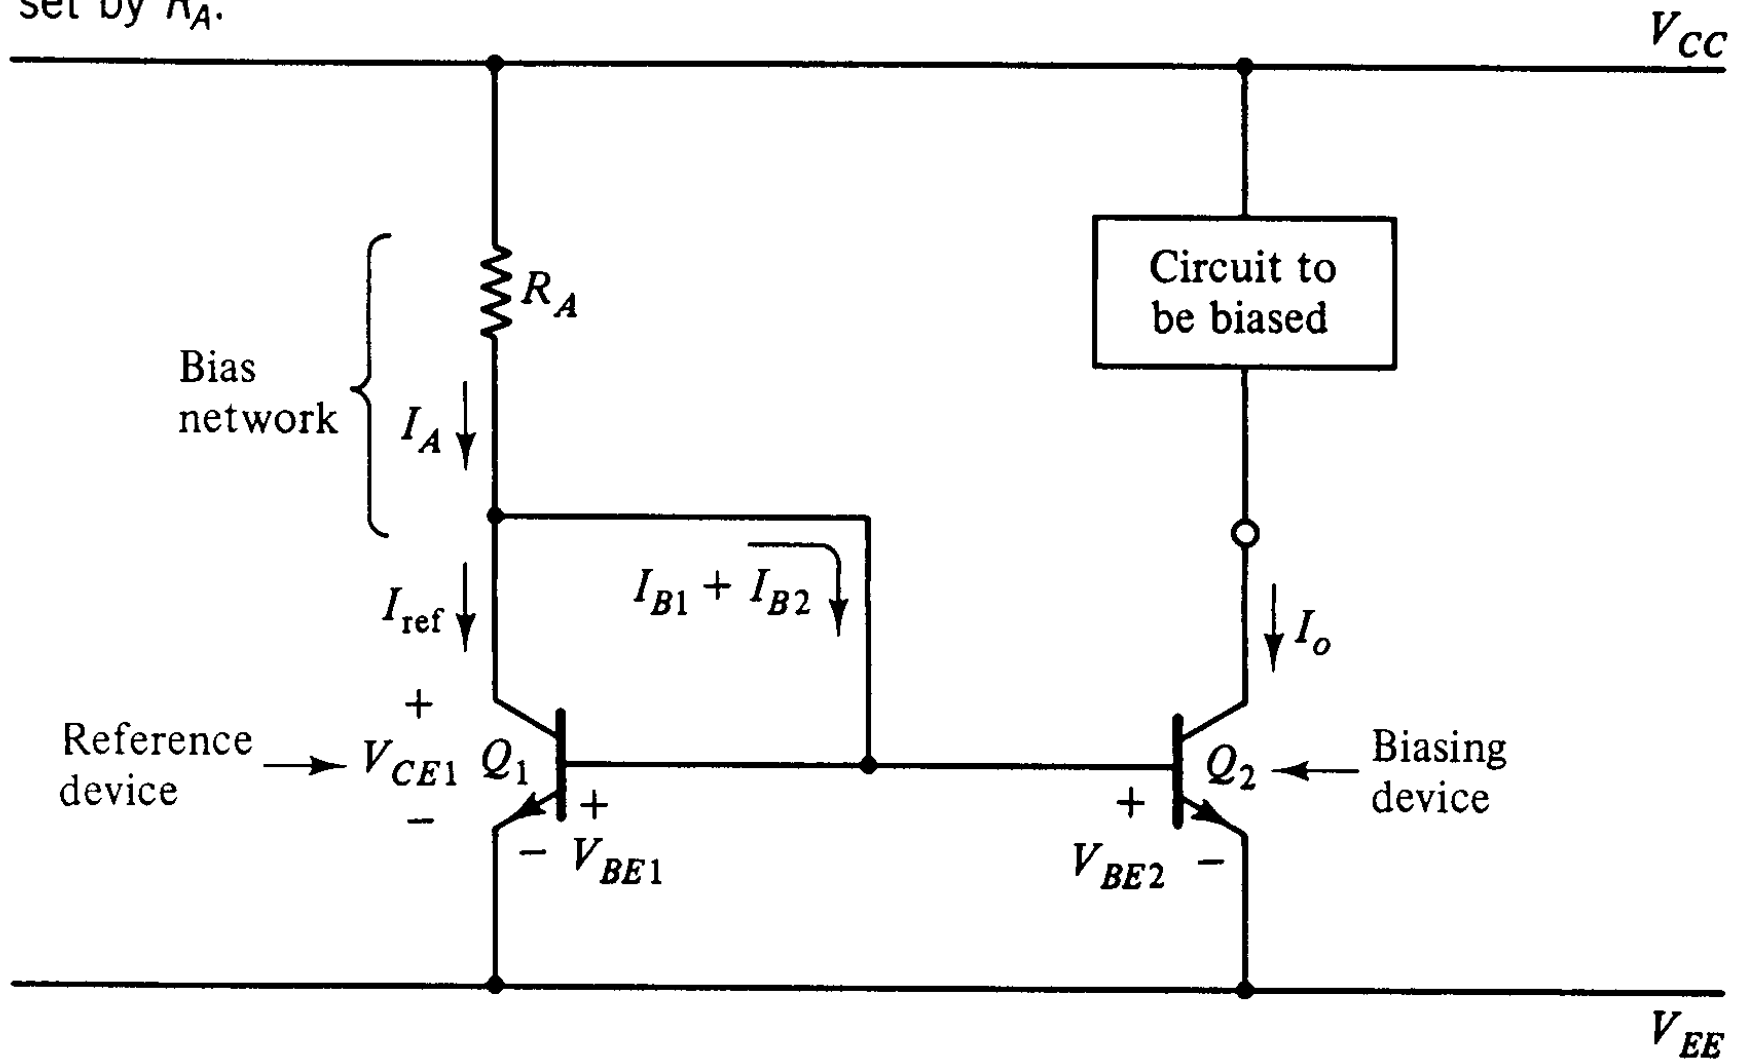 set by R_A.
V_CC
Circuit to
be biased
R_A
Bias
network
I_A
I_B1 + I_B2
I_ref
I_o
+
Reference
device
V_CE1
Q_1
Q_2
Biasing
device
−
+
− V_BE1
+
V_BE2 −
V_EE